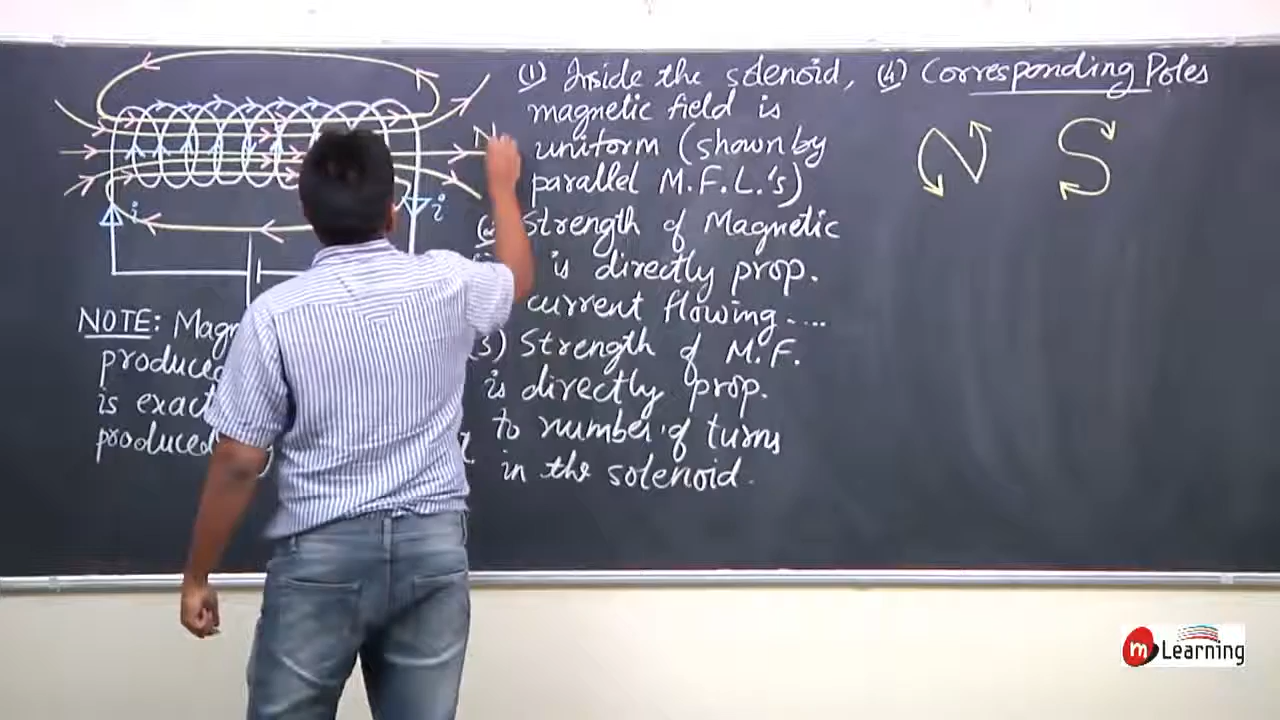 i
i
N
NOTE: Magn
produced
is exact
produced
(1) Inside the solenoid,
magnetic field is
uniform (shown by
parallel M.F.L.'s)
(2) Strength of Magnetic
is directly prop.
current flowing....
(3) Strength of M.F.
is directly prop.
to number of turns
in the solenoid.
(4) Corresponding Poles
N S
m Learning